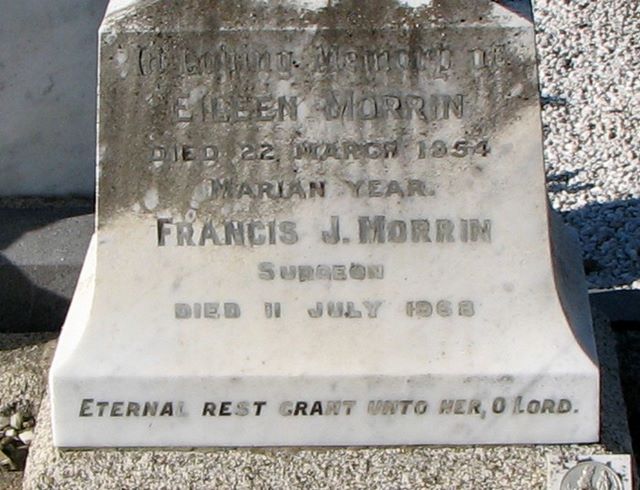 In Loving Memory of
EILEEN MORRIN
DIED 22 MARCH 1954
MARIAN YEAR.
FRANCIS J. MORRIN
SURGEON
DIED 11 JULY 1968
ETERNAL REST GRANT UNTO HER, O LORD.